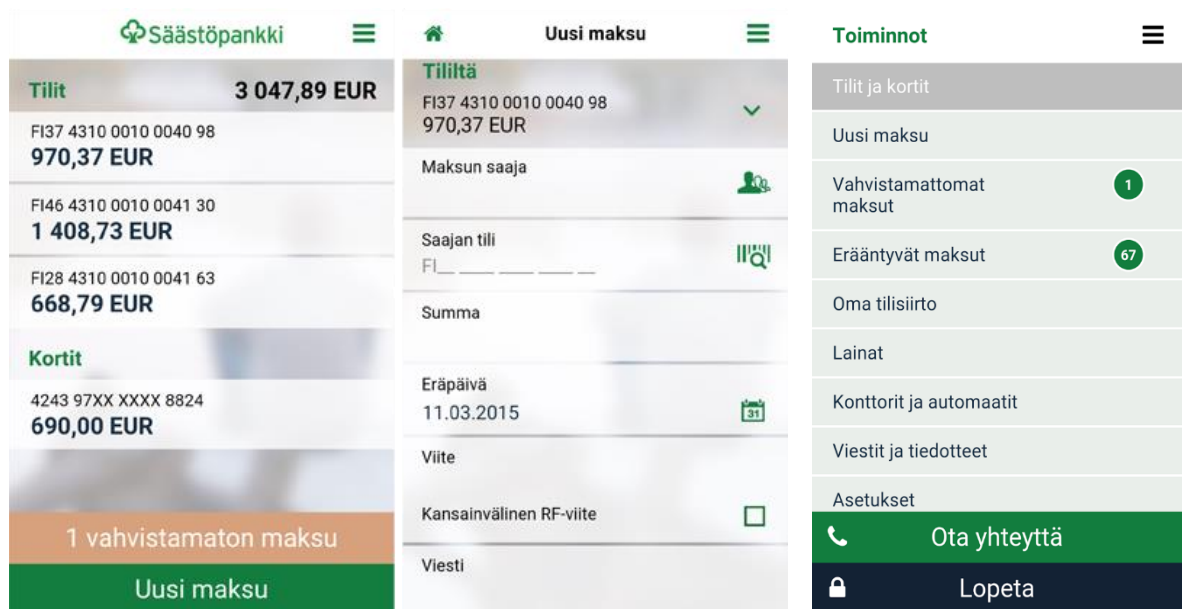 Säästöpankki
Tilit 3 047,89 EUR
FI37 4310 0010 0040 98
970,37 EUR
FI46 4310 0010 0041 30
1 408,73 EUR
FI28 4310 0010 0041 63
668,79 EUR
Kortit
4243 97XX XXXX 8824
690,00 EUR
1 vahvistamaton maksu
Uusi maksu
Uusi maksu
Tililtä
FI37 4310 0010 0040 98
970,37 EUR
Maksun saaja
Saajan tili
FI__ ____ ____ ____ __
Summa
Eräpäivä
11.03.2015
31
Viite
Kansainvälinen RF-viite
Viesti
Toiminnot
Tilit ja kortit
Uusi maksu
Vahvistamattomat
maksut
1
Erääntyvät maksut 67
Oma tilisiirto
Lainat
Konttorit ja automaatit
Viestit ja tiedotteet
Asetukset
Ota yhteyttä
Lopeta